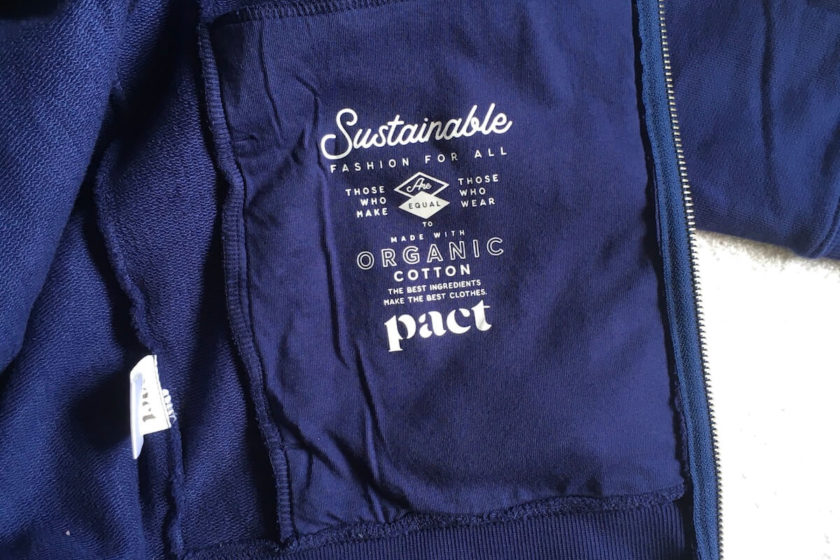 Sustainable
FASHION FOR ALL
THOSE WHO MAKE
Are EQUAL TO
THOSE WHO WEAR
MADE WITH
ORGANIC
COTTON
THE BEST INGREDIENTS
MAKE THE BEST CLOTHES.
pact